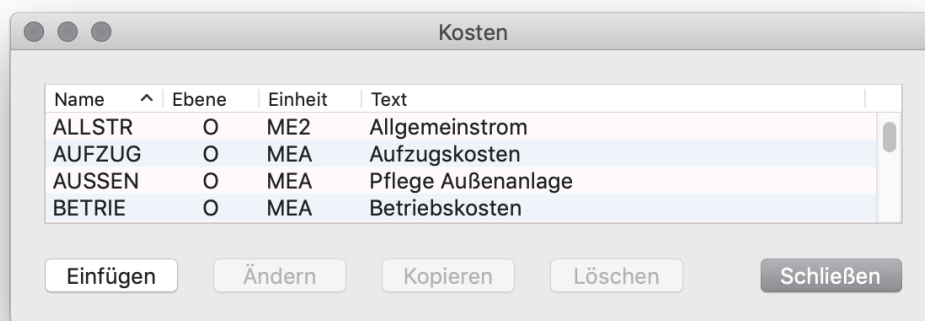 Kosten
Name Ebene Einheit Text
ALLSTR O ME2 Allgemeinstrom
AUFZUG O MEA Aufzugskosten
AUSSEN O MEA Pflege Außenanlage
BETRIE O MEA Betriebskosten
Einfügen Ändern Kopieren Löschen Schließen